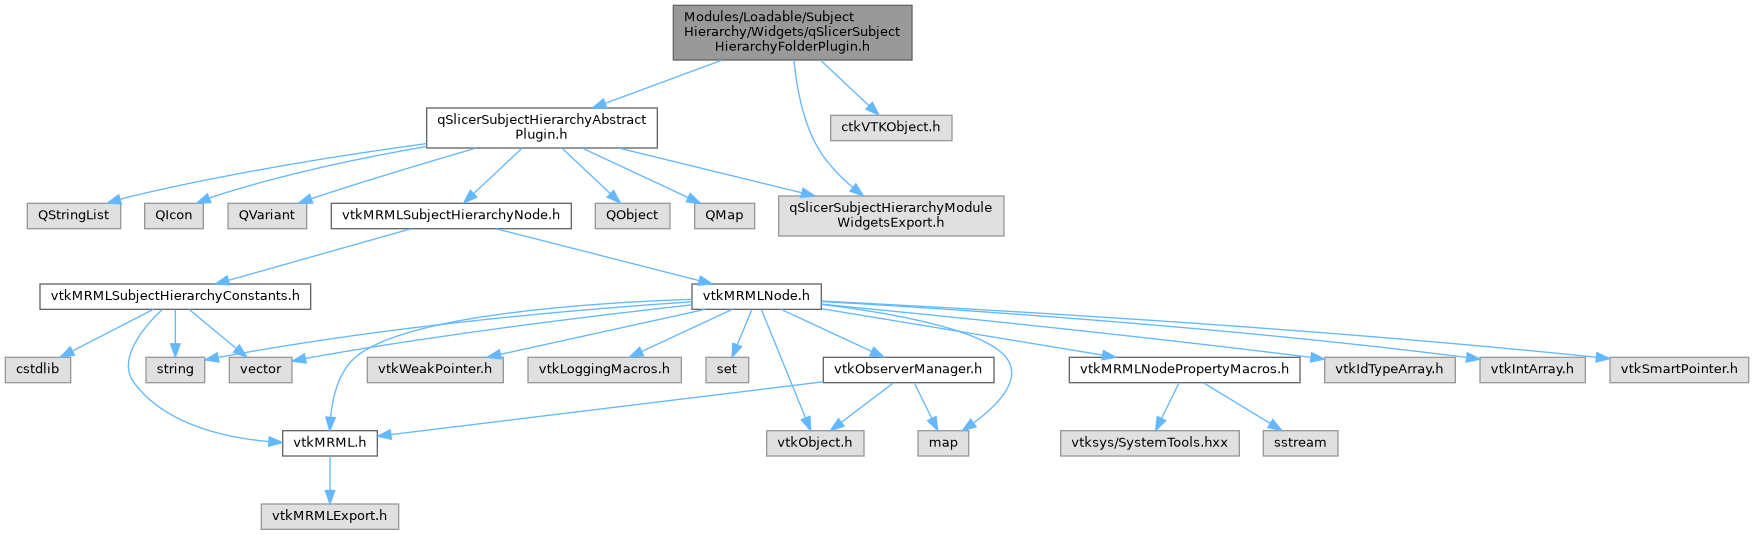 Modules/Loadable/Subject
Hierarchy/Widgets/qSlicerSubject
HierarchyFolderPlugin.h
qSlicerSubjectHierarchyAbstract
Plugin.h
ctkVTKObject.h
QStringList
QIcon
QVariant
vtkMRMLSubjectHierarchyNode.h
QObject
QMap
qSlicerSubjectHierarchyModule
WidgetsExport.h
vtkMRMLSubjectHierarchyConstants.h
vtkMRMLNode.h
cstdlib
string
vector
vtkWeakPointer.h
vtkLoggingMacros.h
set
vtkObserverManager.h
vtkMRMLNodePropertyMacros.h
vtkIdTypeArray.h
vtkIntArray.h
vtkSmartPointer.h
vtkMRML.h
vtkObject.h
map
vtksys/SystemTools.hxx
sstream
vtkMRMLExport.h